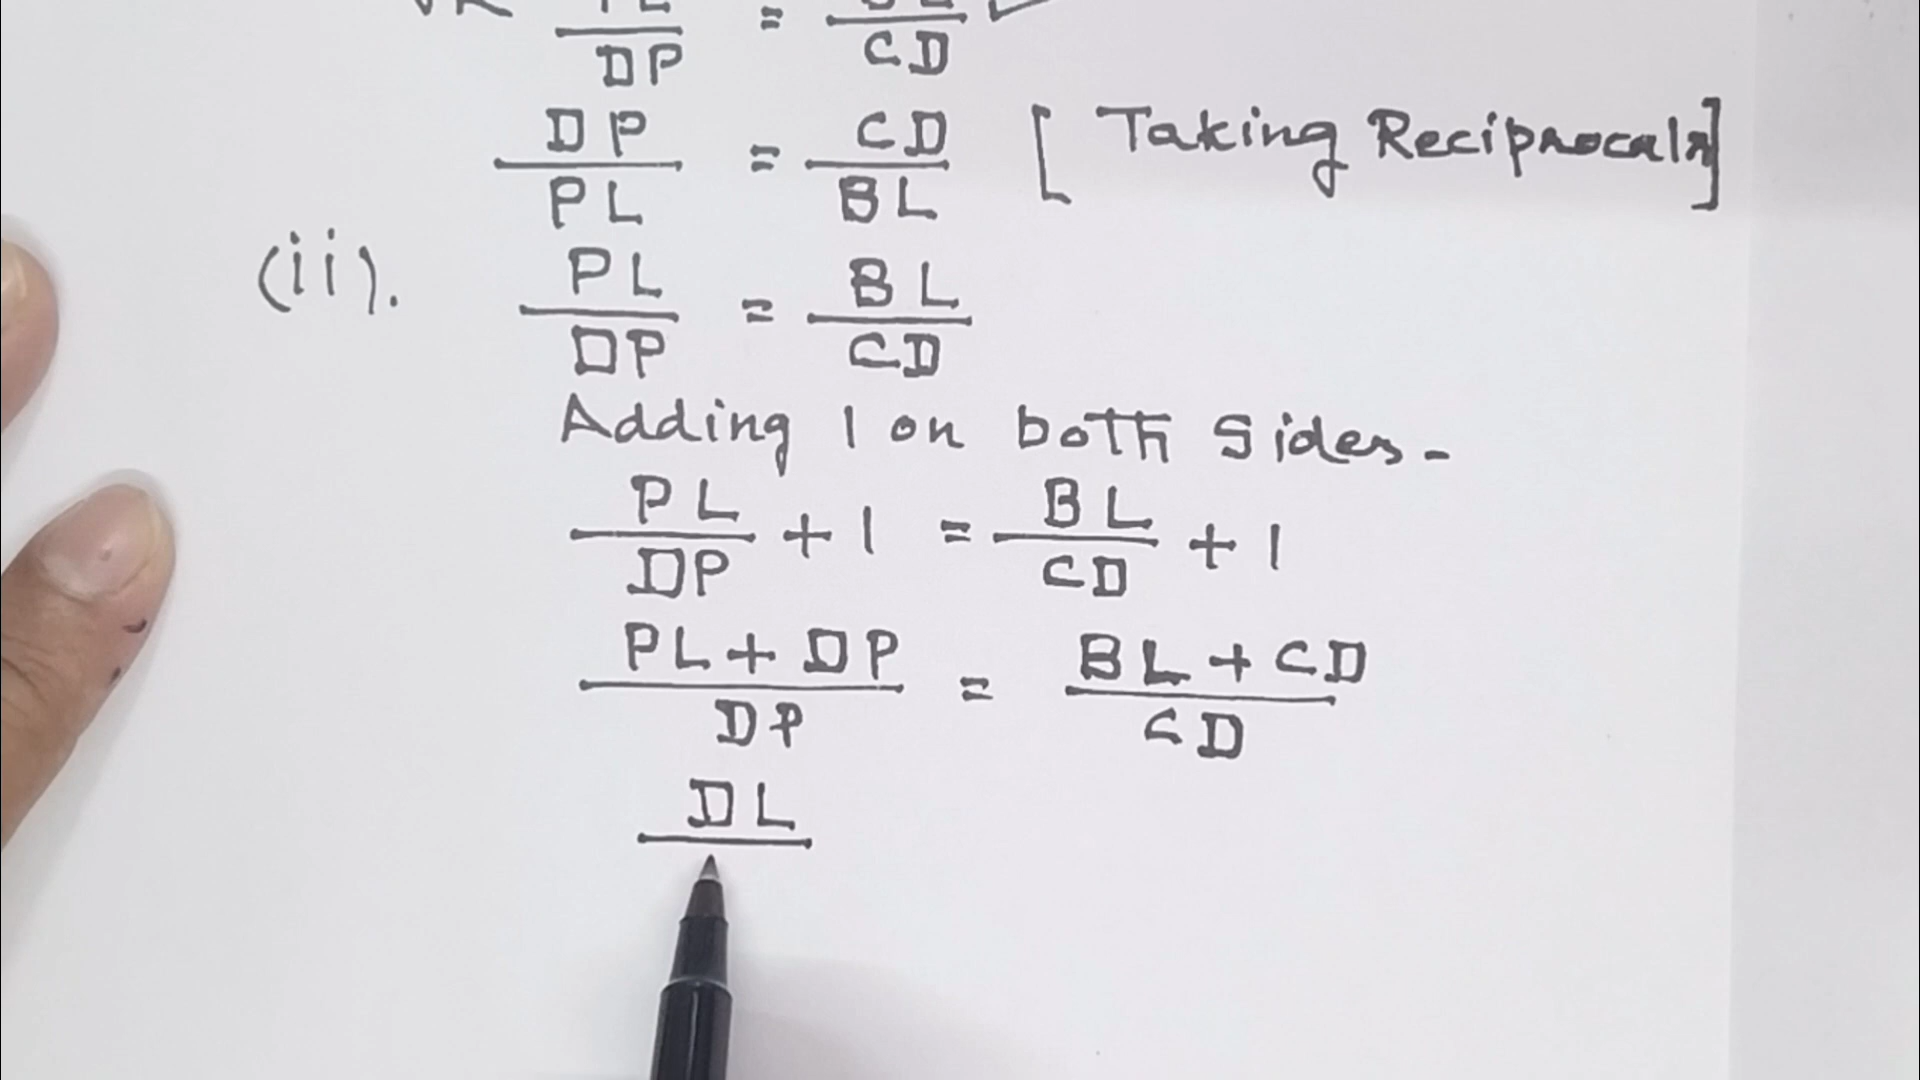 DP = CD
DP/PL = CD/BL [Taking Reciprocals]
(ii). PL/DP = BL/CD
Adding 1 on both Sides-
PL/DP + 1 = BL/CD + 1
PL + DP/DP = BL + CD/CD
DL